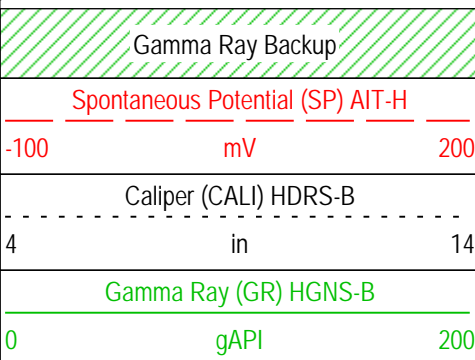 Gamma Ray Backup
Spontaneous Potential (SP) AIT-H
-100 mV 200
Caliper (CALI) HDRS-B
4 in 14
Gamma Ray (GR) HGNS-B
0 gAPI 200